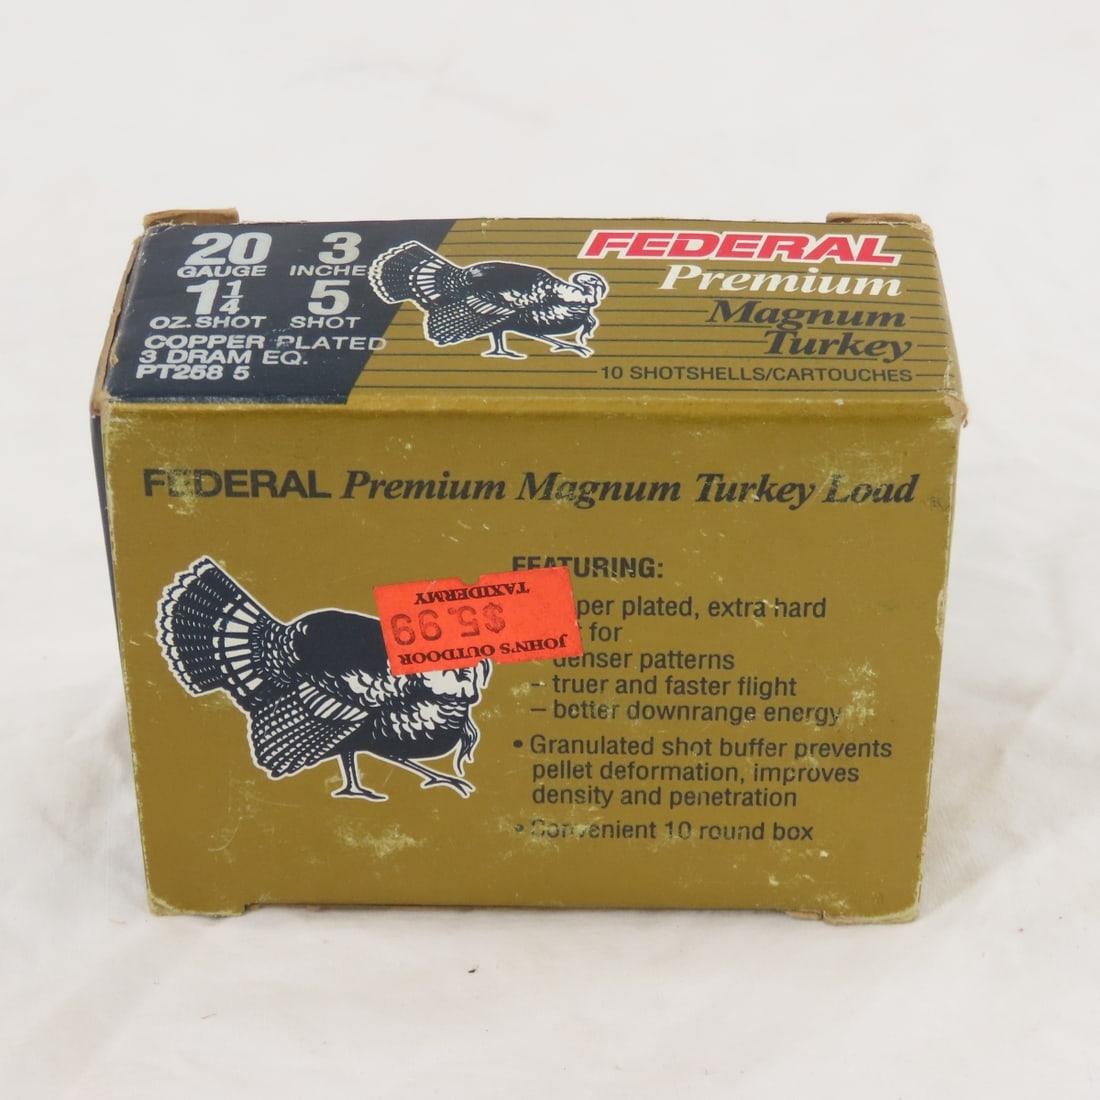 20 3
GAUGE INCHE
1 1/4 5
OZ. SHOT SHOT
COPPER PLATED
3 DRAM EQ.
PT258 5
FEDERAL
Premium
Magnum
Turkey
10 SHOTSHELLS/CARTOUCHES
FEDERAL Premium Magnum Turkey Load
FEATURING:
per plated, extra hard
for
– denser patterns
– truer and faster flight
– better downrange energy
• Granulated shot buffer prevents
pellet deformation, improves
density and penetration
• Convenient 10 round box
JOHN'S OUTDOOR
$5.99
TAXIDERMY